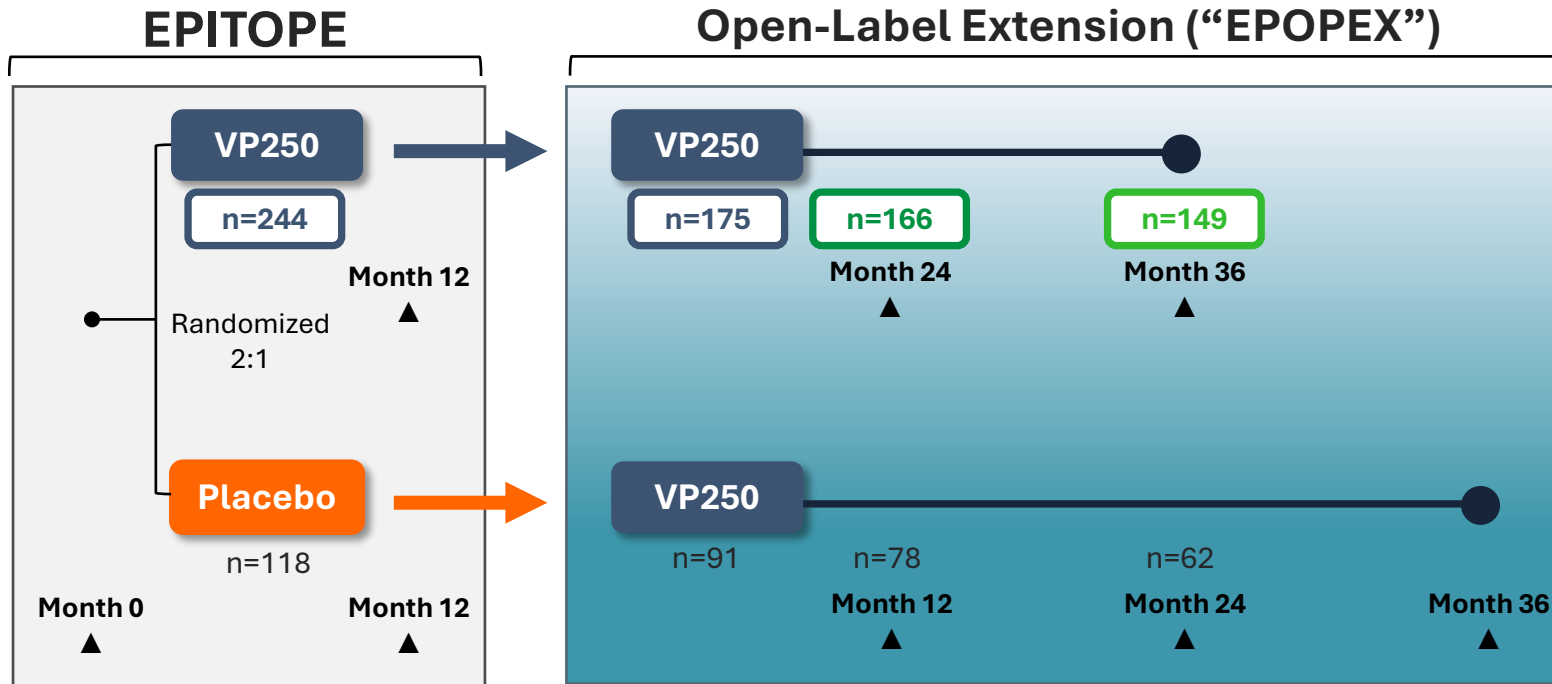 EPITOPE
Open-Label Extension (“EPOPEX”)
VP250
VP250
n=244
n=175
n=166
n=149
Month 12
Month 24
Month 36
▲
▲
▲
Randomized
2:1
Placebo
VP250
n=118
n=91
n=78
n=62
Month 0
Month 12
Month 12
Month 24
Month 36
▲
▲
▲
▲
▲